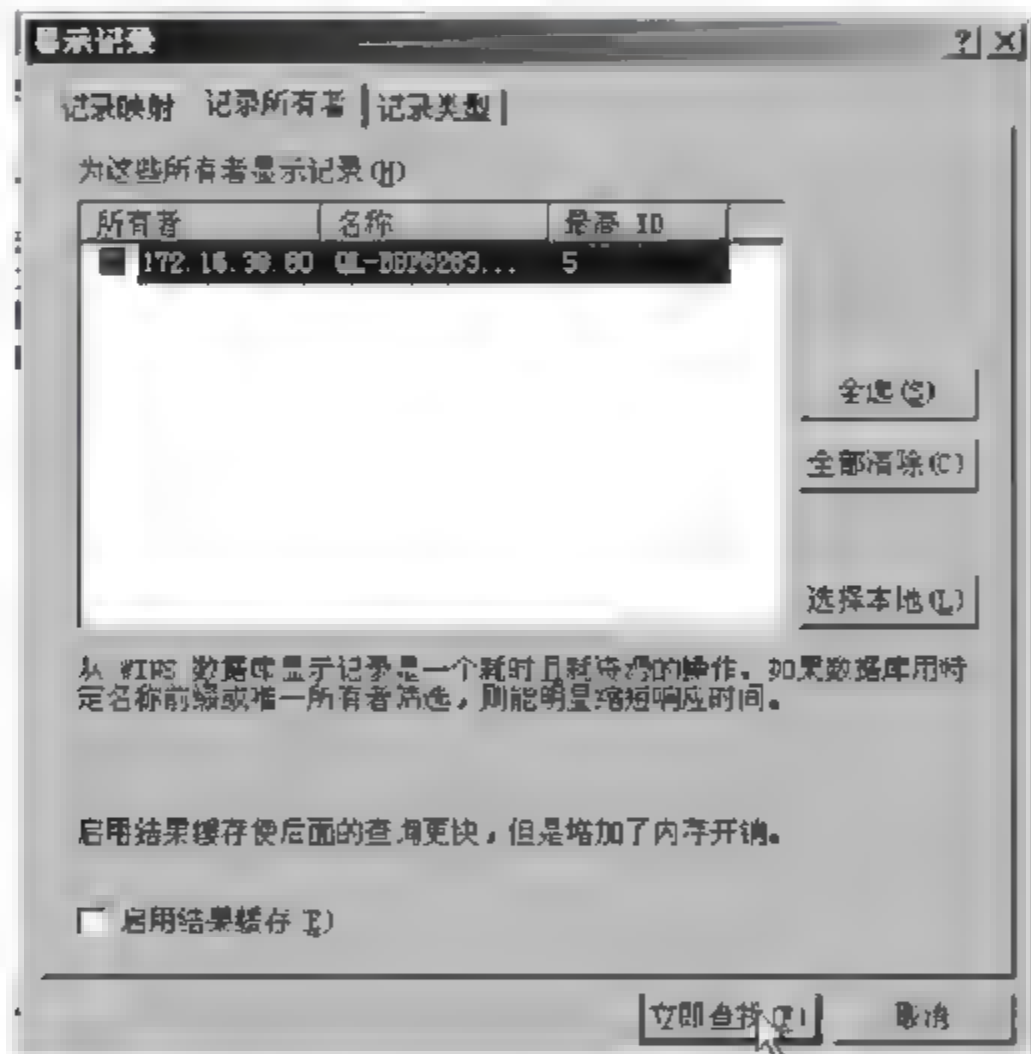 显示记录
记录映射 记录所有者 记录类型
为这些所有者显示记录(H)
所有者 名称 最高 ID
172.16.38.80 5
全选(S)
全部清除(C)
选择本地(L)
从 WINS 数据库显示记录是一个耗时且耗资源的操作。如果数据库用特
定名称前缀或唯一所有者筛选，则能明显缩短响应时间。
启用结果缓存使后面的查询更快，但是增加了内存开销。
启用结果缓存
立即查找 取消